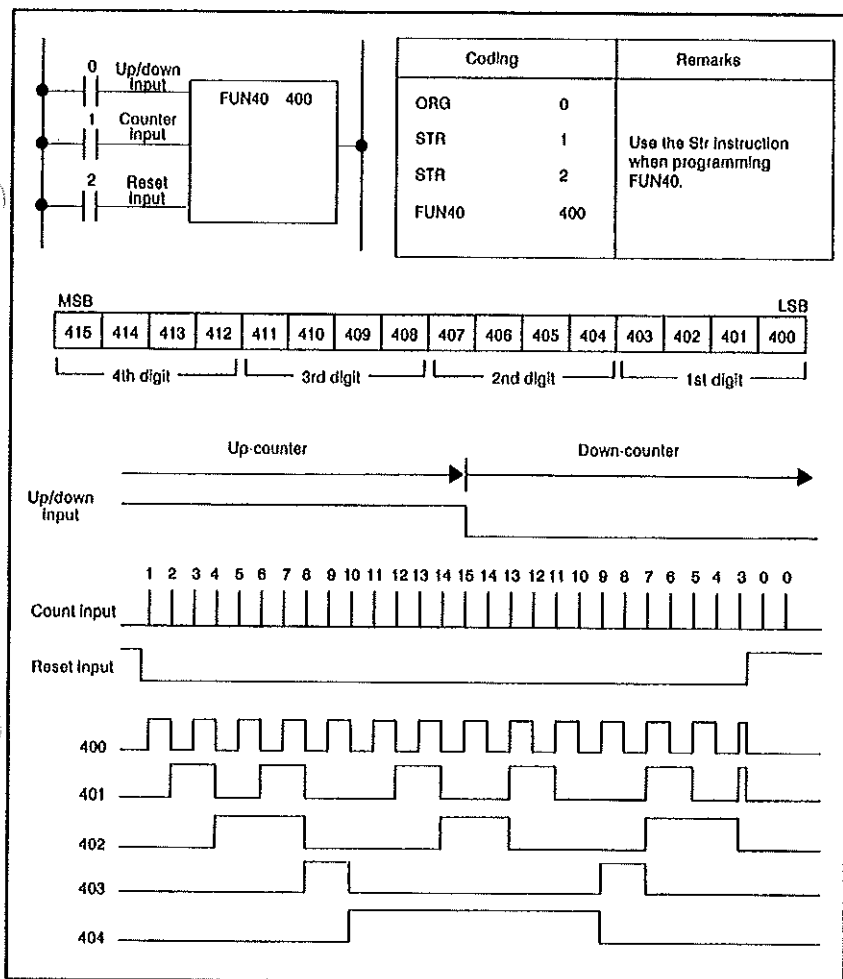 0 Up/down
Input
FUN40 400
1 Counter
Input
2 Reset
Input
Coding Remarks
ORG 0
STR 1
STR 2
FUN40 400
Use the Str instruction
when programming
FUN40.
MSB LSB
415 414 413 412 411 410 409 408 407 406 405 404 403 402 401 400
4th digit 3rd digit 2nd digit 1st digit
Up-counter Down-counter
Up/down
Input
1 2 3 4 5 6 7 8 9 10 11 12 13 14 15 14 13 12 11 10 9 8 7 6 5 4 3 0 0
Count Input
Reset Input
400
401
402
403
404